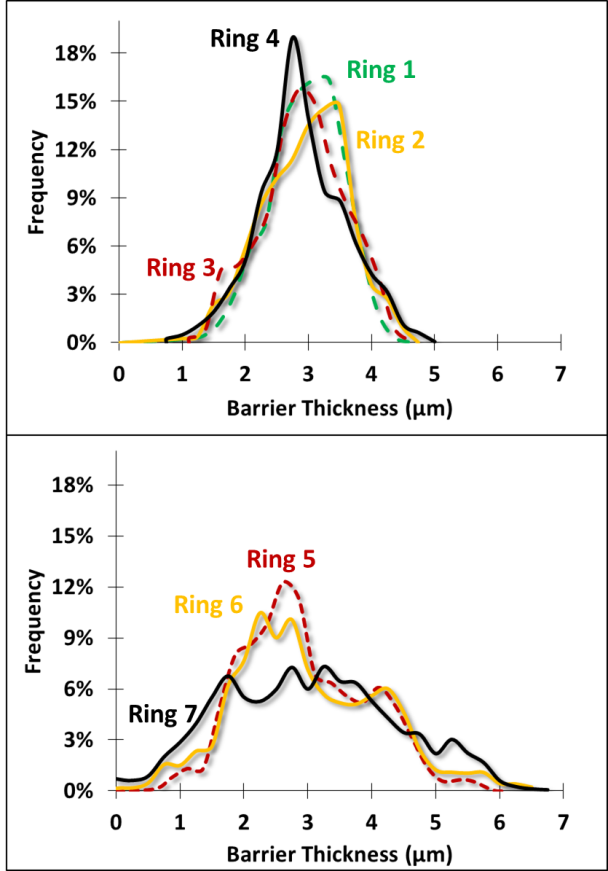 18%
15%
12%
9%
6%
3%
0%
Frequency
Ring 4
Ring 1
Ring 2
Ring 3
0 1 2 3 4 5 6 7
Barrier Thickness (μm)
18%
15%
12%
9%
6%
3%
0%
Frequency
Ring 5
Ring 6
Ring 7
0 1 2 3 4 5 6 7
Barrier Thickness (μm)